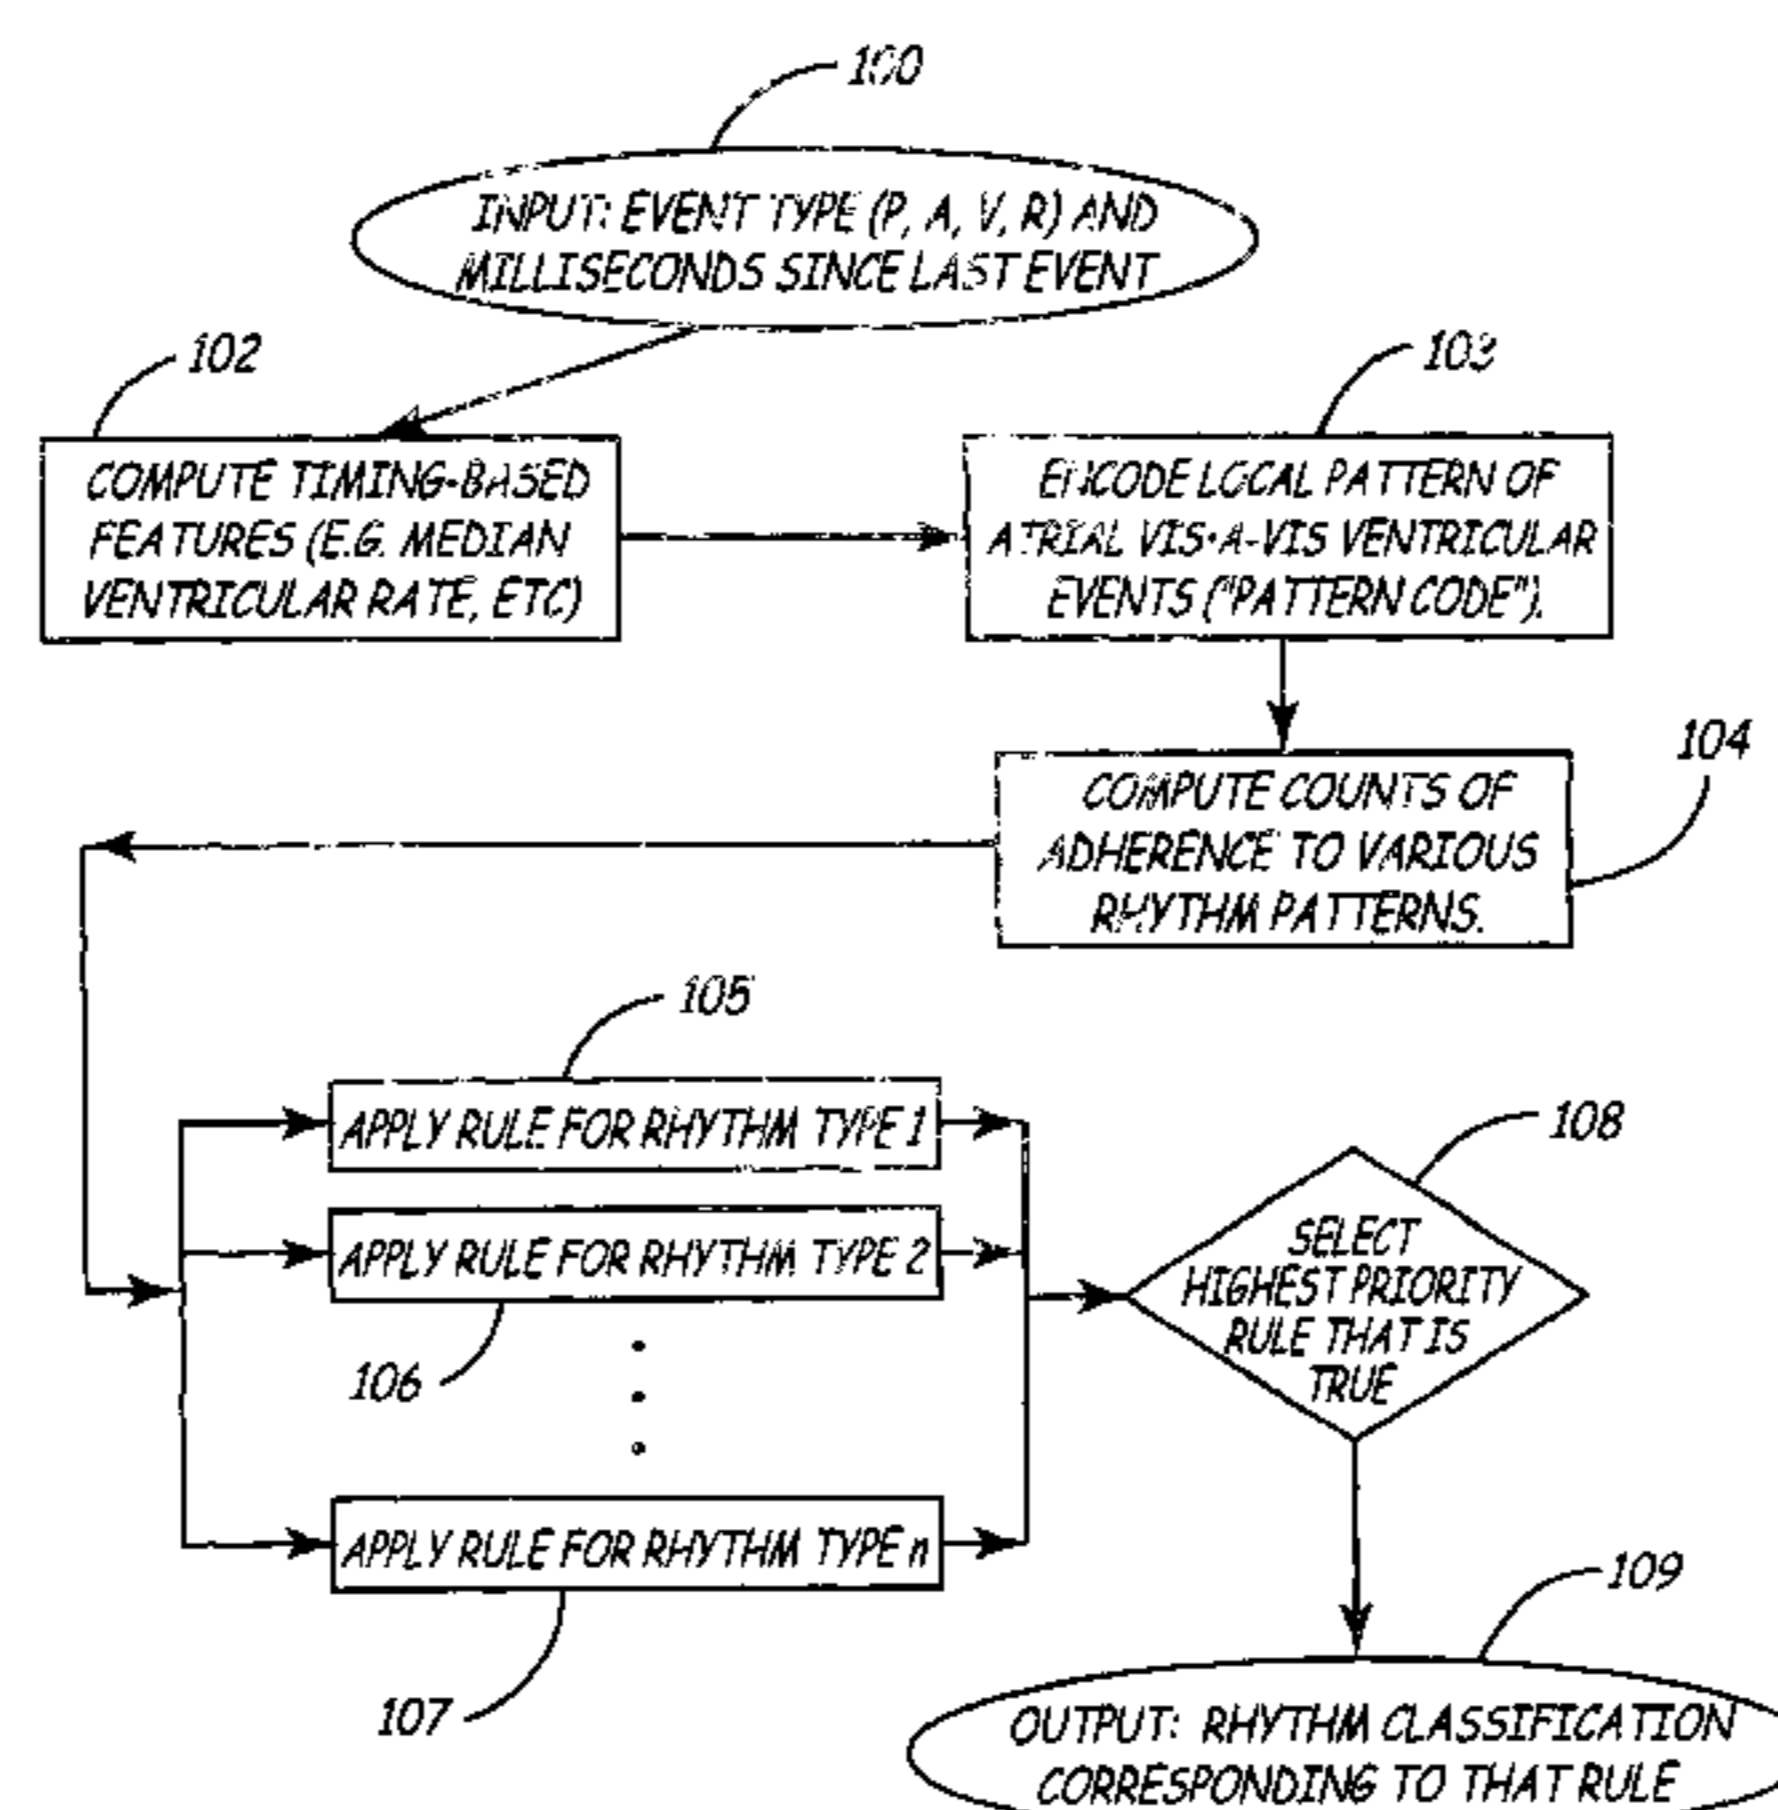 100
INPUT: EVENT TYPE (P, A, V, R) AND
MILLISECONDS SINCE LAST EVENT
102
COMPUTE TIMING-BASED
FEATURES (E.G. MEDIAN
VENTRICULAR RATE, ETC)
103
ENCODE LOCAL PATTERN OF
ATRIAL VIS-A-VIS VENTRICULAR
EVENTS ("PATTERN CODE").
104
COMPUTE COUNTS OF
ADHERENCE TO VARIOUS
RHYTHM PATTERNS.
105
APPLY RULE FOR RHYTHM TYPE 1
APPLY RULE FOR RHYTHM TYPE 2
106
APPLY RULE FOR RHYTHM TYPE n
107
108
SELECT
HIGHEST PRIORITY
RULE THAT IS
TRUE
109
OUTPUT: RHYTHM CLASSIFICATION
CORRESPONDING TO THAT RULE